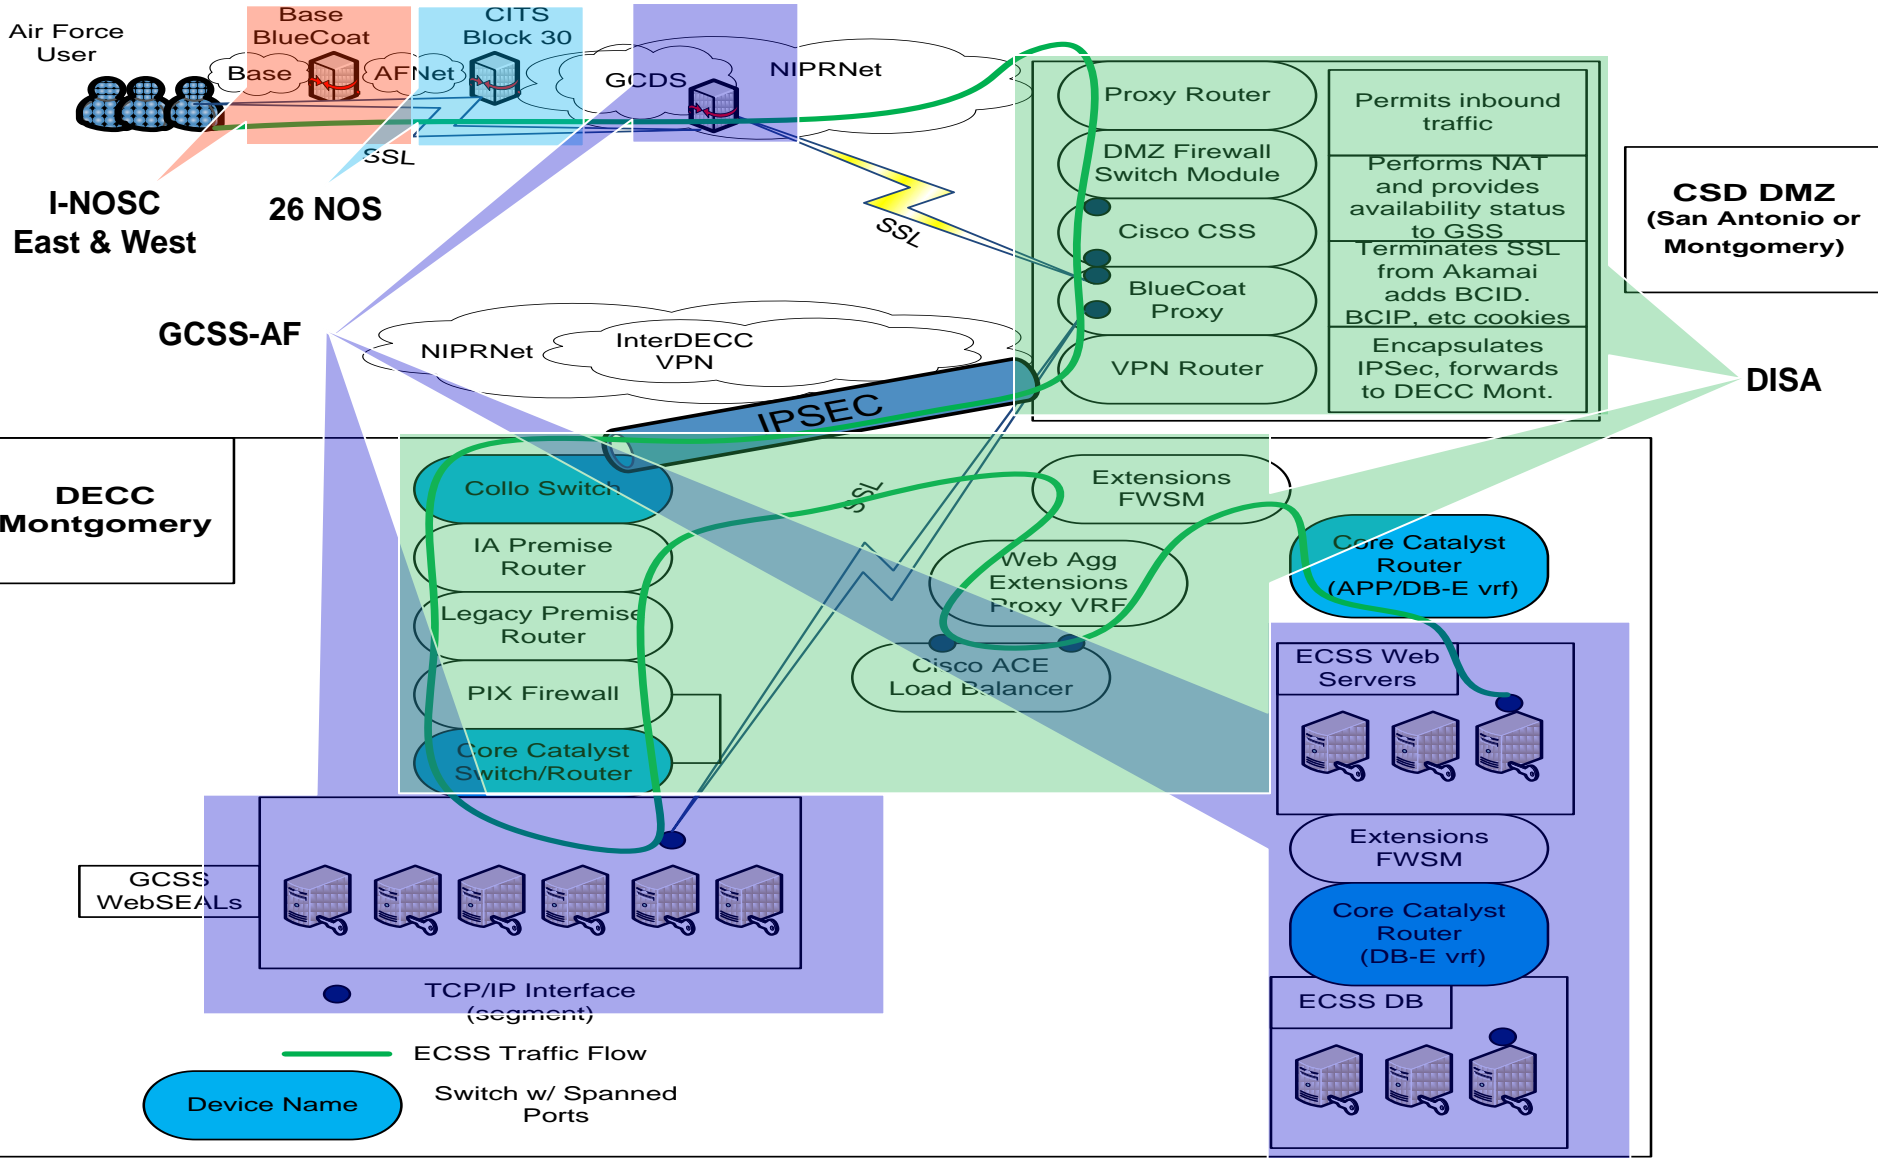 Air Force
User
Base
BlueCoat
CITS
Block 30
Base
AFNet
GCDS
NIPRNet
SSL
I-NOSC
East & West
26 NOS
SSL
GCSS-AF
NIPRNet
InterDECC
VPN
IPSEC
Proxy Router
DMZ Firewall
Switch Module
Cisco CSS
BlueCoat
Proxy
VPN Router
Permits inbound
traffic
Performs NAT
and provides
availability status
to GSS
Terminates SSL
from Akamai
adds BCID.
BCIP, etc cookies
Encapsulates
IPSec, forwards
to DECC Mont.
CSD DMZ
(San Antonio or
Montgomery)
DISA
DECC
Montgomery
Collo Switch
IA Premise
Router
Legacy Premise
Router
PIX Firewall
Core Catalyst
Switch/Router
SSL
Extensions
FWSM
Web Agg
Extensions
Proxy VRF
Cisco ACE
Load Balancer
Core Catalyst
Router
(APP/DB-E vrf)
ECSS Web
Servers
Extensions
FWSM
Core Catalyst
Router
(DB-E vrf)
ECSS DB
GCSS
WebSEALs
TCP/IP Interface
(segment)
ECSS Traffic Flow
Device Name
Switch w/ Spanned
Ports